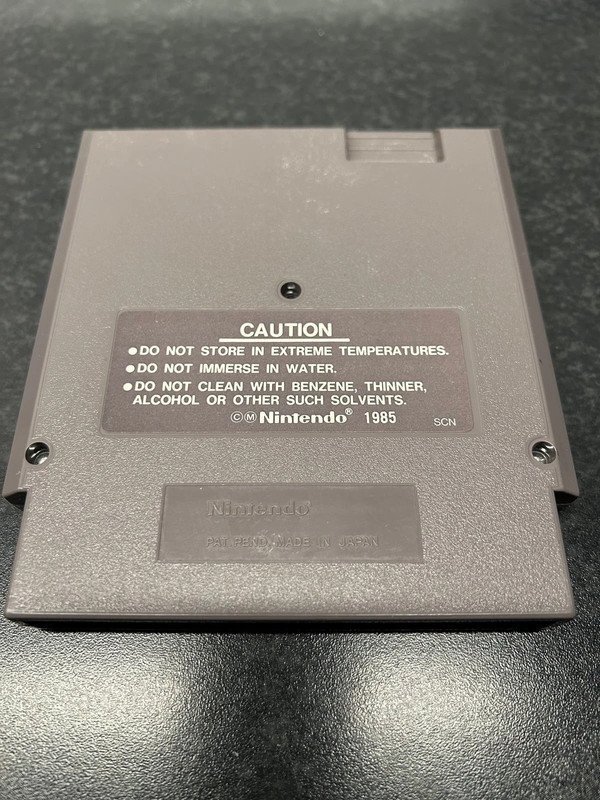 CAUTION
●DO NOT STORE IN EXTREME TEMPERATURES.
●DO NOT IMMERSE IN WATER.
●DO NOT CLEAN WITH BENZENE, THINNER,
ALCOHOL OR OTHER SUCH SOLVENTS.
©Ⓜ Nintendo® 1985
SCN
Nintendo®
PAT. PEND. MADE IN JAPAN